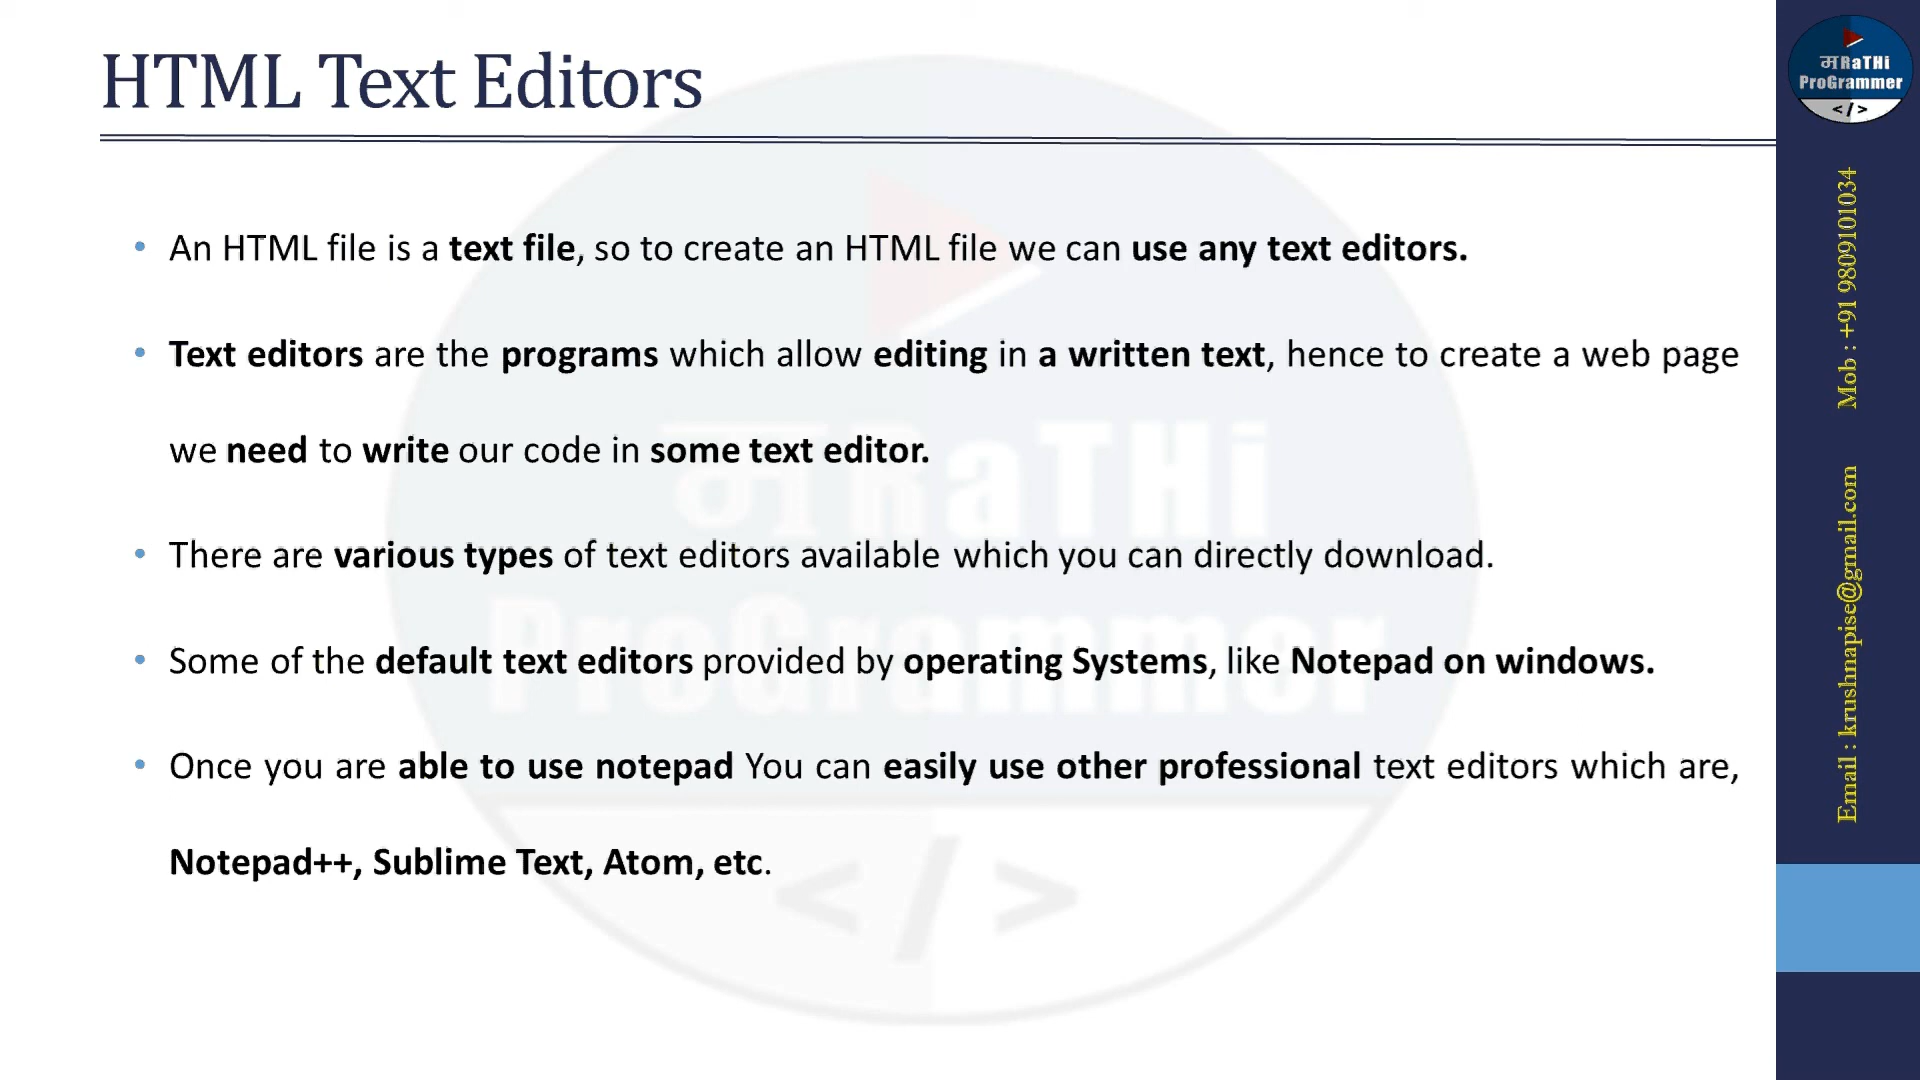 HTML Text Editors
• An HTML file is a text file, so to create an HTML file we can use any text editors.
• Text editors are the programs which allow editing in a written text, hence to create a web page
we need to write our code in some text editor.
• There are various types of text editors available which you can directly download.
• Some of the default text editors provided by operating Systems, like Notepad on windows.
• Once you are able to use notepad You can easily use other professional text editors which are,
Notepad++, Sublime Text, Atom, etc.
मRaTHi
ProGrammer
</>
मRaTHi
ProGrammer
</>
Mob : +91 9809101034
Email : krushnapise@gmail.com